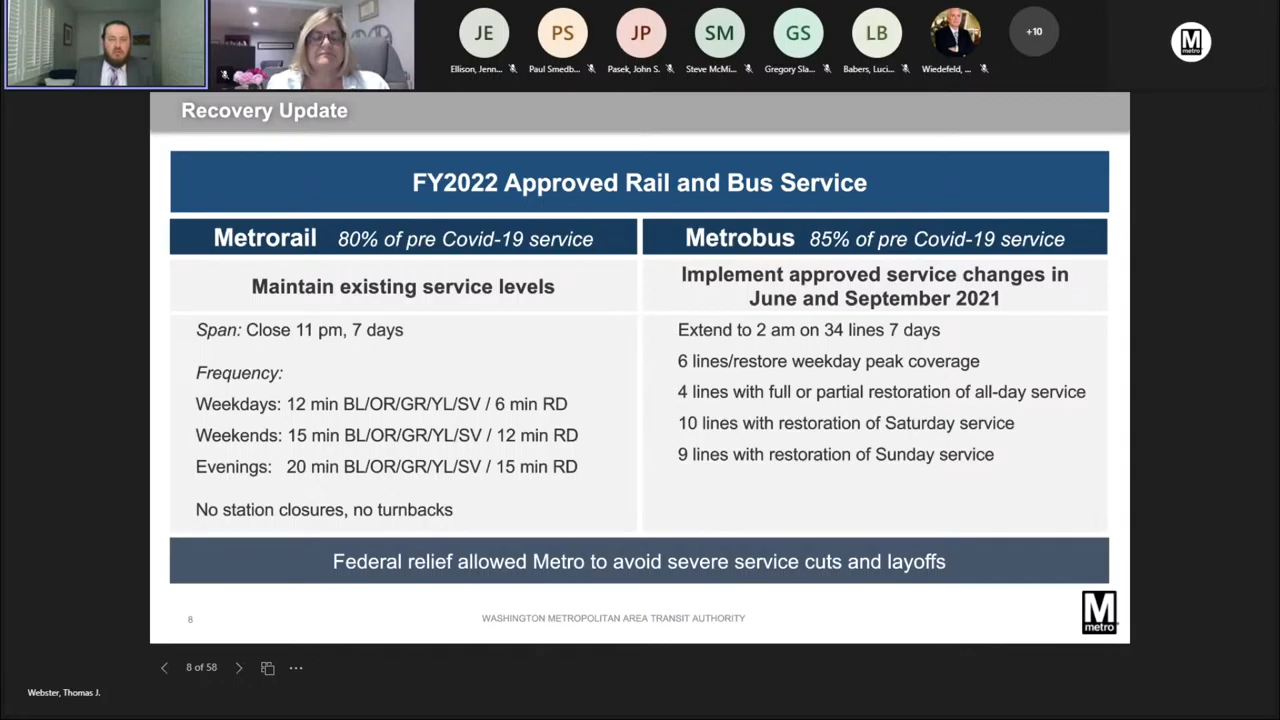 JE
PS
JP
SM
GS
LB
+10
Ellison, Jenn...
Paul Smedb...
Pasek, John S.
Steve McMi...
Gregory Sla...
Babers, Luci...
Wiedefeld, ...
M
metro
Recovery Update
FY2022 Approved Rail and Bus Service
Metrorail 80% of pre Covid-19 service
Maintain existing service levels
Span: Close 11 pm, 7 days
Frequency:
Weekdays: 12 min BL/OR/GR/YL/SV / 6 min RD
Weekends: 15 min BL/OR/GR/YL/SV / 12 min RD
Evenings: 20 min BL/OR/GR/YL/SV / 15 min RD
No station closures, no turnbacks
Metrobus 85% of pre Covid-19 service
Implement approved service changes in
June and September 2021
Extend to 2 am on 34 lines 7 days
6 lines/restore weekday peak coverage
4 lines with full or partial restoration of all-day service
10 lines with restoration of Saturday service
9 lines with restoration of Sunday service
Federal relief allowed Metro to avoid severe service cuts and layoffs
8
WASHINGTON METROPOLITAN AREA TRANSIT AUTHORITY
M
metro
8 of 58
Webster, Thomas J.